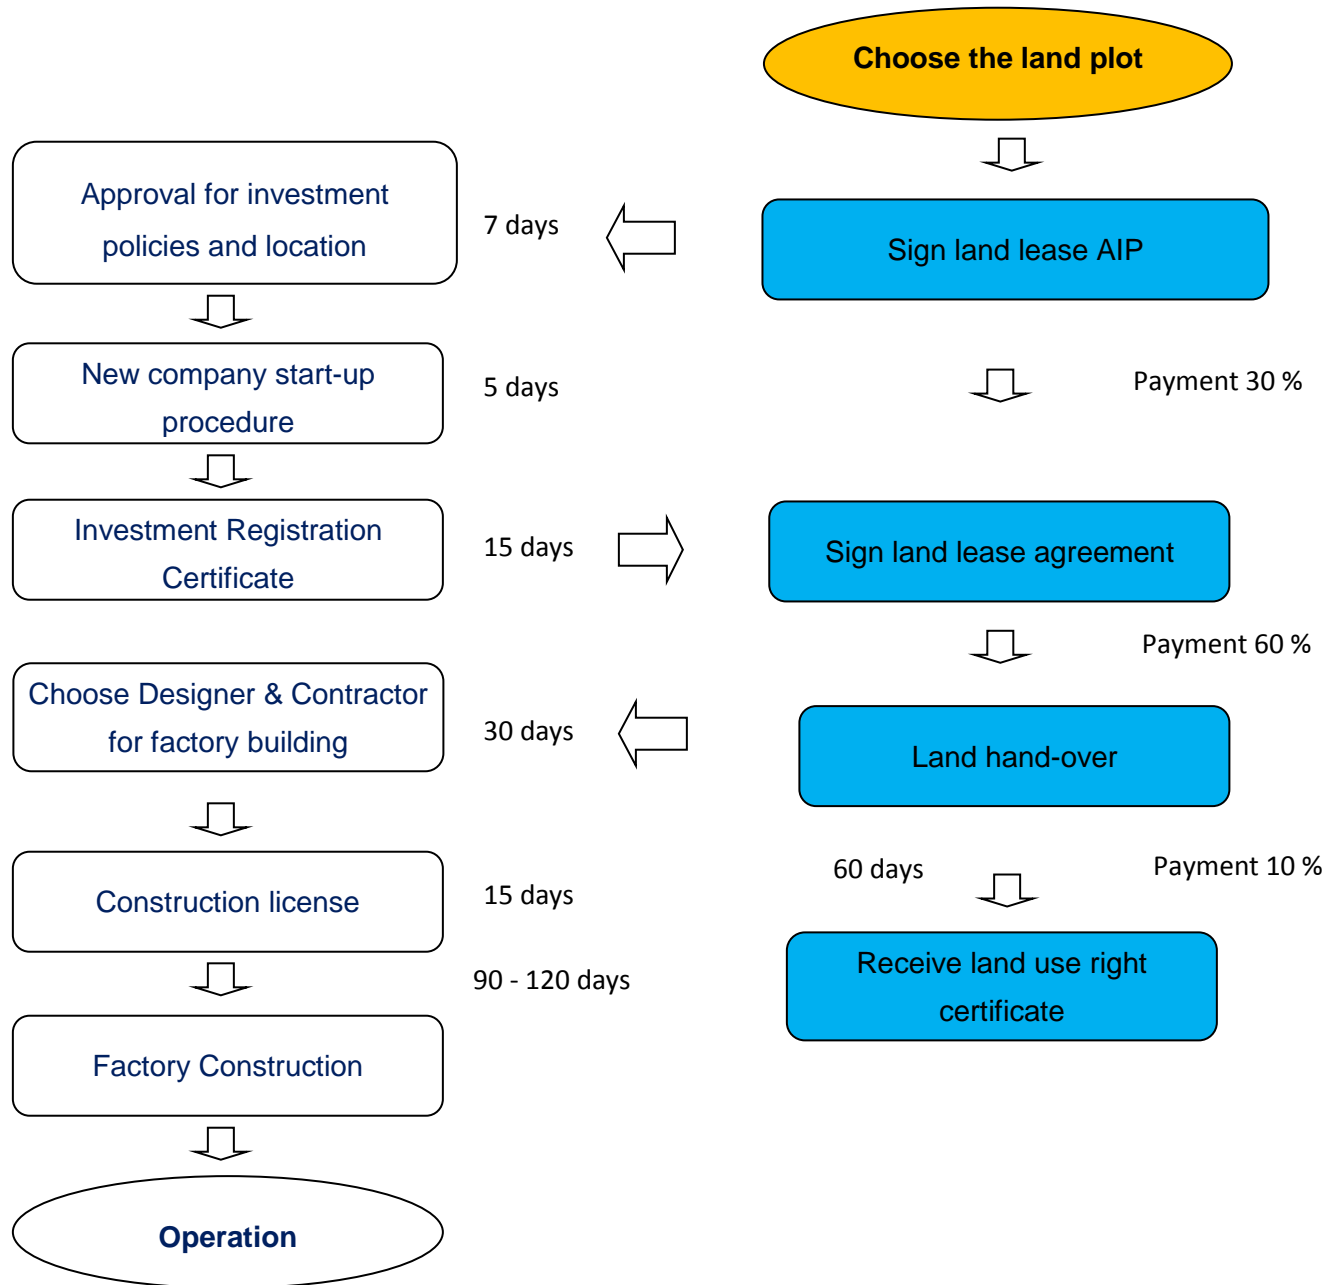 Choose the land plot
Approval for investment
policies and location
7 days
Sign land lease AIP
New company start-up
procedure
5 days
Payment 30 %
Investment Registration
Certificate
15 days
Sign land lease agreement
Payment 60 %
Choose Designer & Contractor
for factory building
30 days
Land hand-over
60 days
Payment 10 %
Construction license
15 days
Receive land use right
certificate
90 - 120 days
Factory Construction
Operation